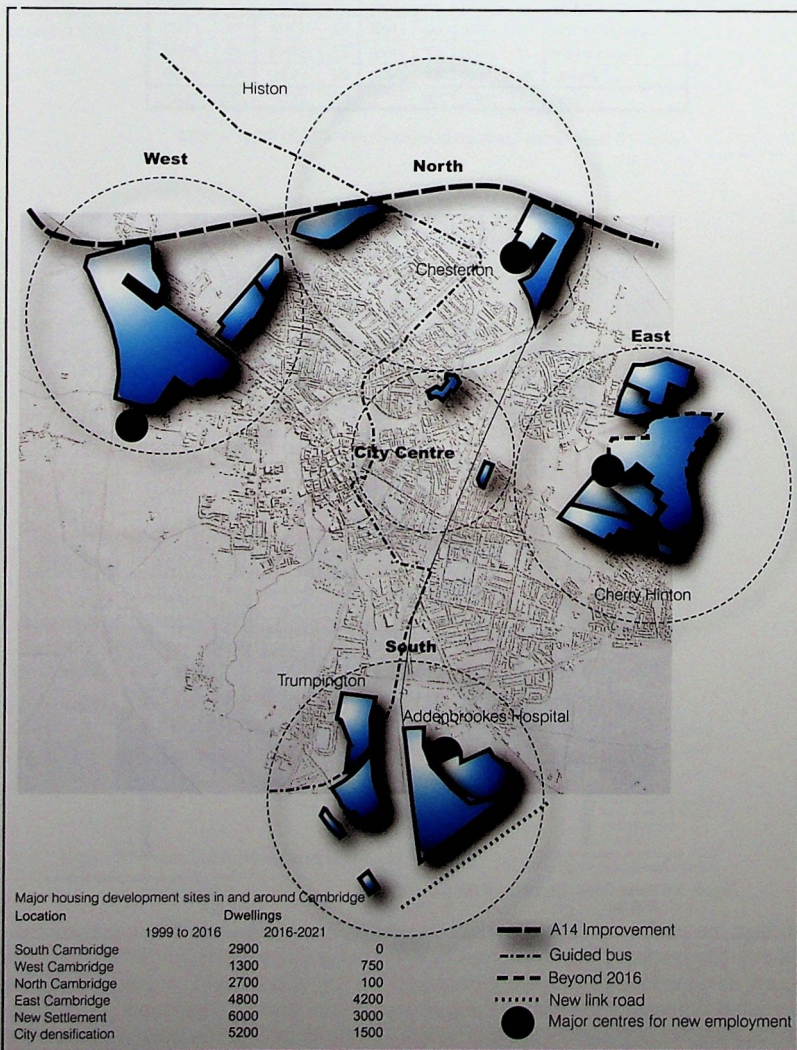 Histon
West
North
Chesterton
East
City Centre
Cherry Hinton
South
Trumpington
Addenbrookes Hospital
Major housing development sites in and around Cambridge
Location Dwellings
1999 to 2016 2016-2021
South Cambridge 2900 0
West Cambridge 1300 750
North Cambridge 2700 100
East Cambridge 4800 4200
New Settlement 6000 3000
City densification 5200 1500
A14 Improvement
Guided bus
Beyond 2016
New link road
Major centres for new employment